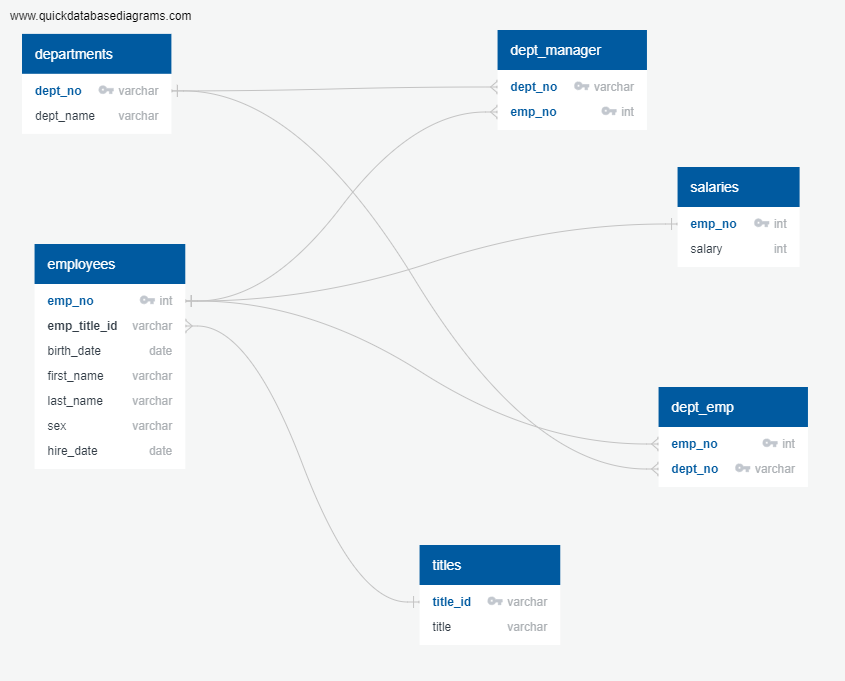 www.quickdatabasediagrams.com
departments
dept_no varchar
dept_name varchar
dept_manager
dept_no varchar
emp_no int
salaries
emp_no int
salary int
employees
emp_no int
emp_title_id varchar
birth_date date
first_name varchar
last_name varchar
sex varchar
hire_date date
dept_emp
emp_no int
dept_no varchar
titles
title_id varchar
title varchar